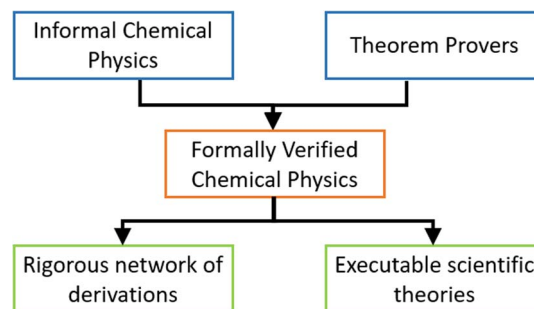 Informal Chemical
Physics
Theorem Provers
Formally Verified
Chemical Physics
Rigorous network of
derivations
Executable scientific
theories